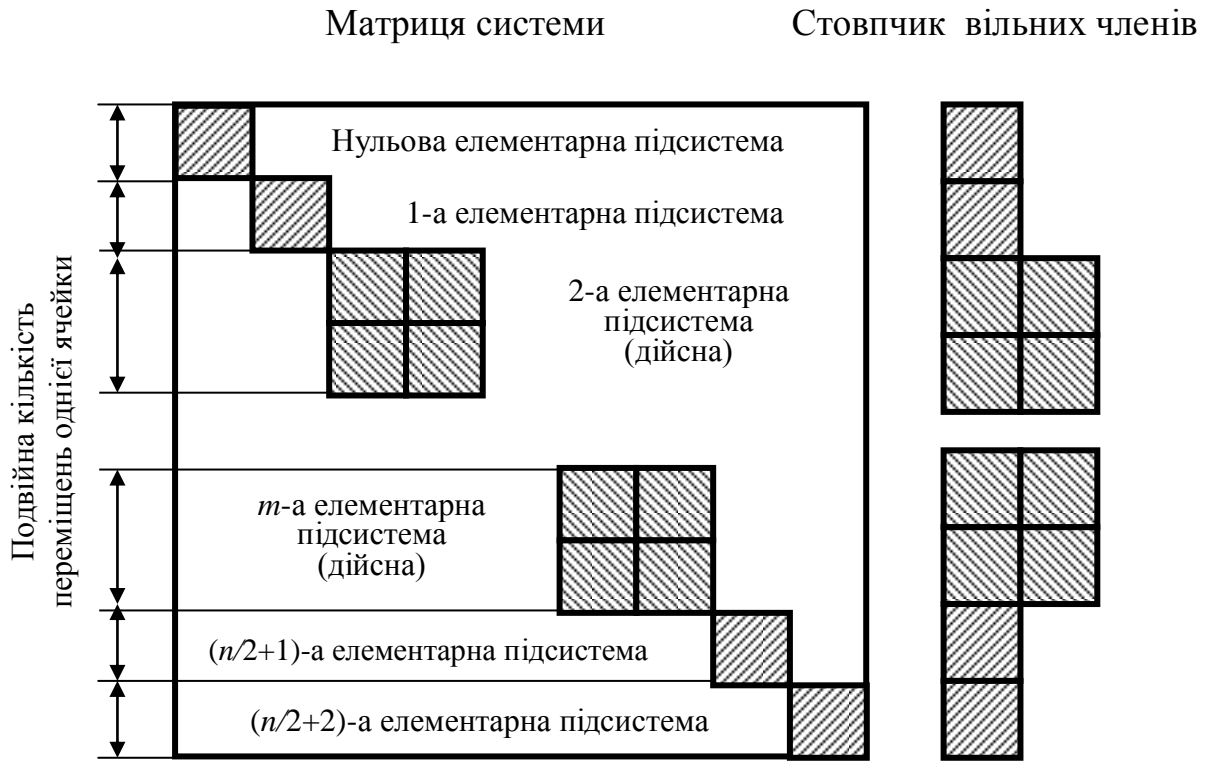 Матриця системи
Стовпчик вільних членів
Нульова елементарна підсистема
1-а елементарна підсистема
2-а елементарна
підсистема
(дійсна)
Подвійна кількість
переміщень однієї ячейки
m-а елементарна
підсистема
(дійсна)
(n/2+1)-а елементарна підсистема
(n/2+2)-а елементарна підсистема